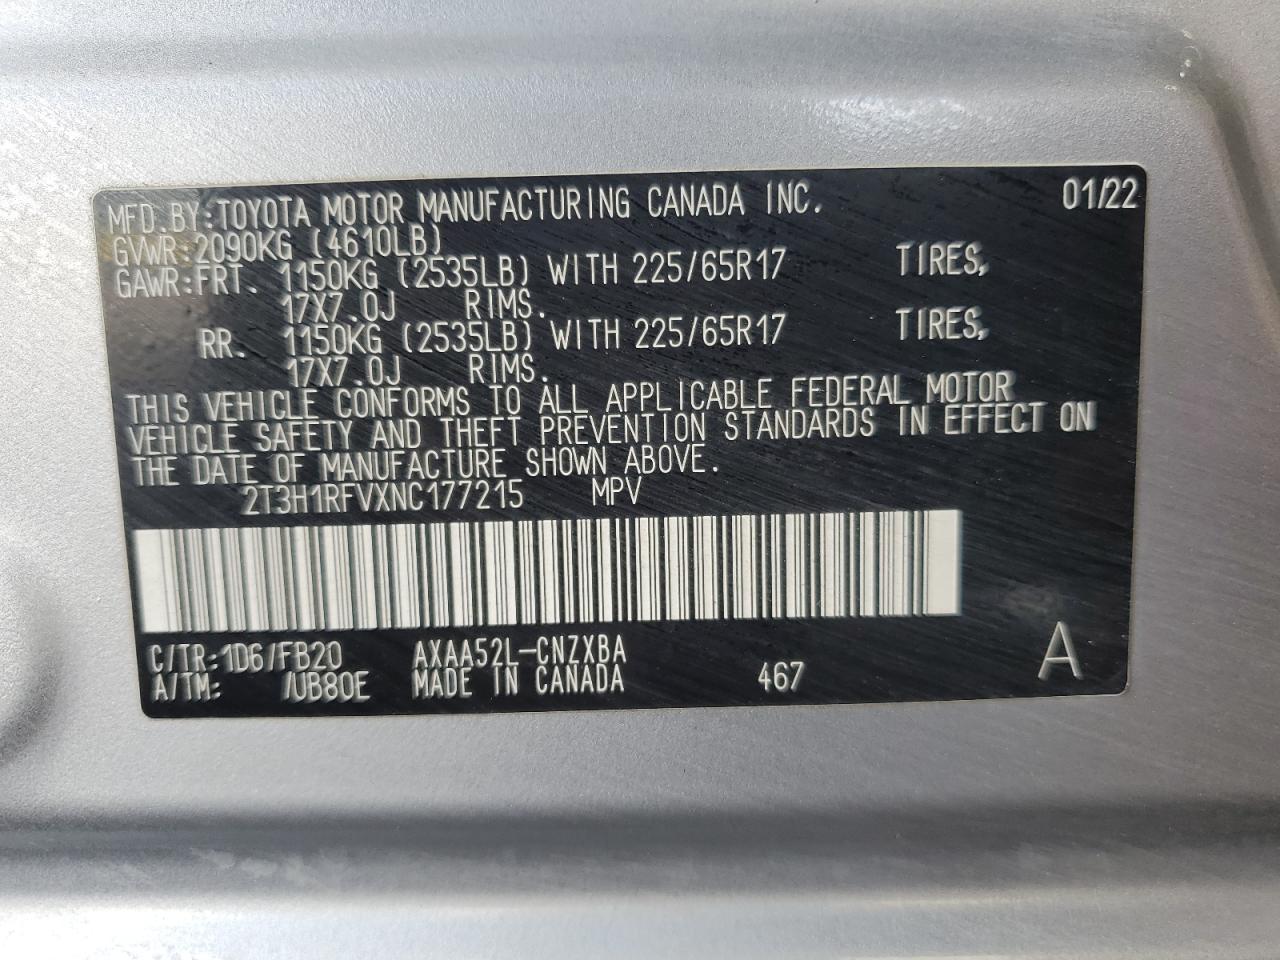 MFD.BY:TOYOTA MOTOR MANUFACTURING CANADA INC. 01/22
GVWR:2090KG (4610LB)
GAWR:FRT. 1150KG (2535LB) WITH 225/65R17 TIRES,
17X7.0J RIMS.
RR. 1150KG (2535LB) WITH 225/65R17 TIRES,
17X7.0J RIMS.
THIS VEHICLE CONFORMS TO ALL APPLICABLE FEDERAL MOTOR
VEHICLE SAFETY AND THEFT PREVENTION STANDARDS IN EFFECT ON
THE DATE OF MANUFACTURE SHOWN ABOVE.
2T3H1RFVXNC177215 MPV
C/TR:1D6/FB20 AXAA52L-CNZXBA
A/TM: /UB80E MADE IN CANADA 467 A